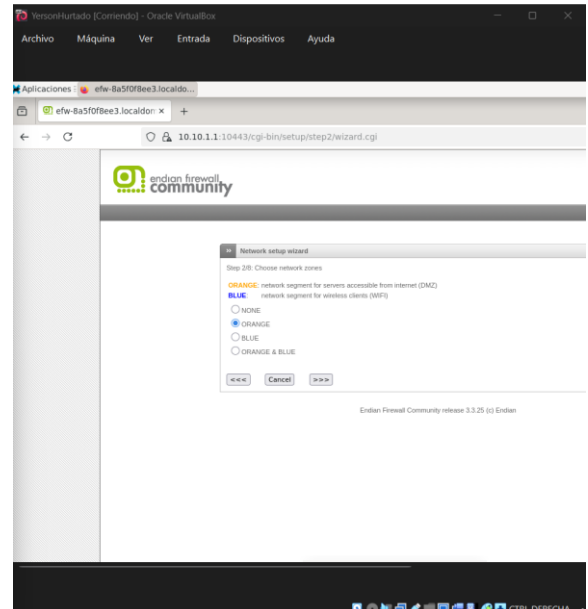 YersonHurtado [Corriendo] - Oracle VirtualBox
Archivo Máquina Ver Entrada Dispositivos Ayuda
Aplicaciones efw-8a5f0f8ee3.localdo...
efw-8a5f0f8ee3.localdon × +
10.10.1.1:10443/cgi-bin/setup/step2/wizard.cgi
endian firewall
community
>> Network setup wizard
Step 2/8: Choose network zones
ORANGE: network segment for servers accessible from internet (DMZ)
BLUE: network segment for wireless clients (WIFI)
NONE
ORANGE
BLUE
ORANGE & BLUE
<<< Cancel >>>
Endian Firewall Community release 3.3.25 (c) Endian
CTRL DERECHA